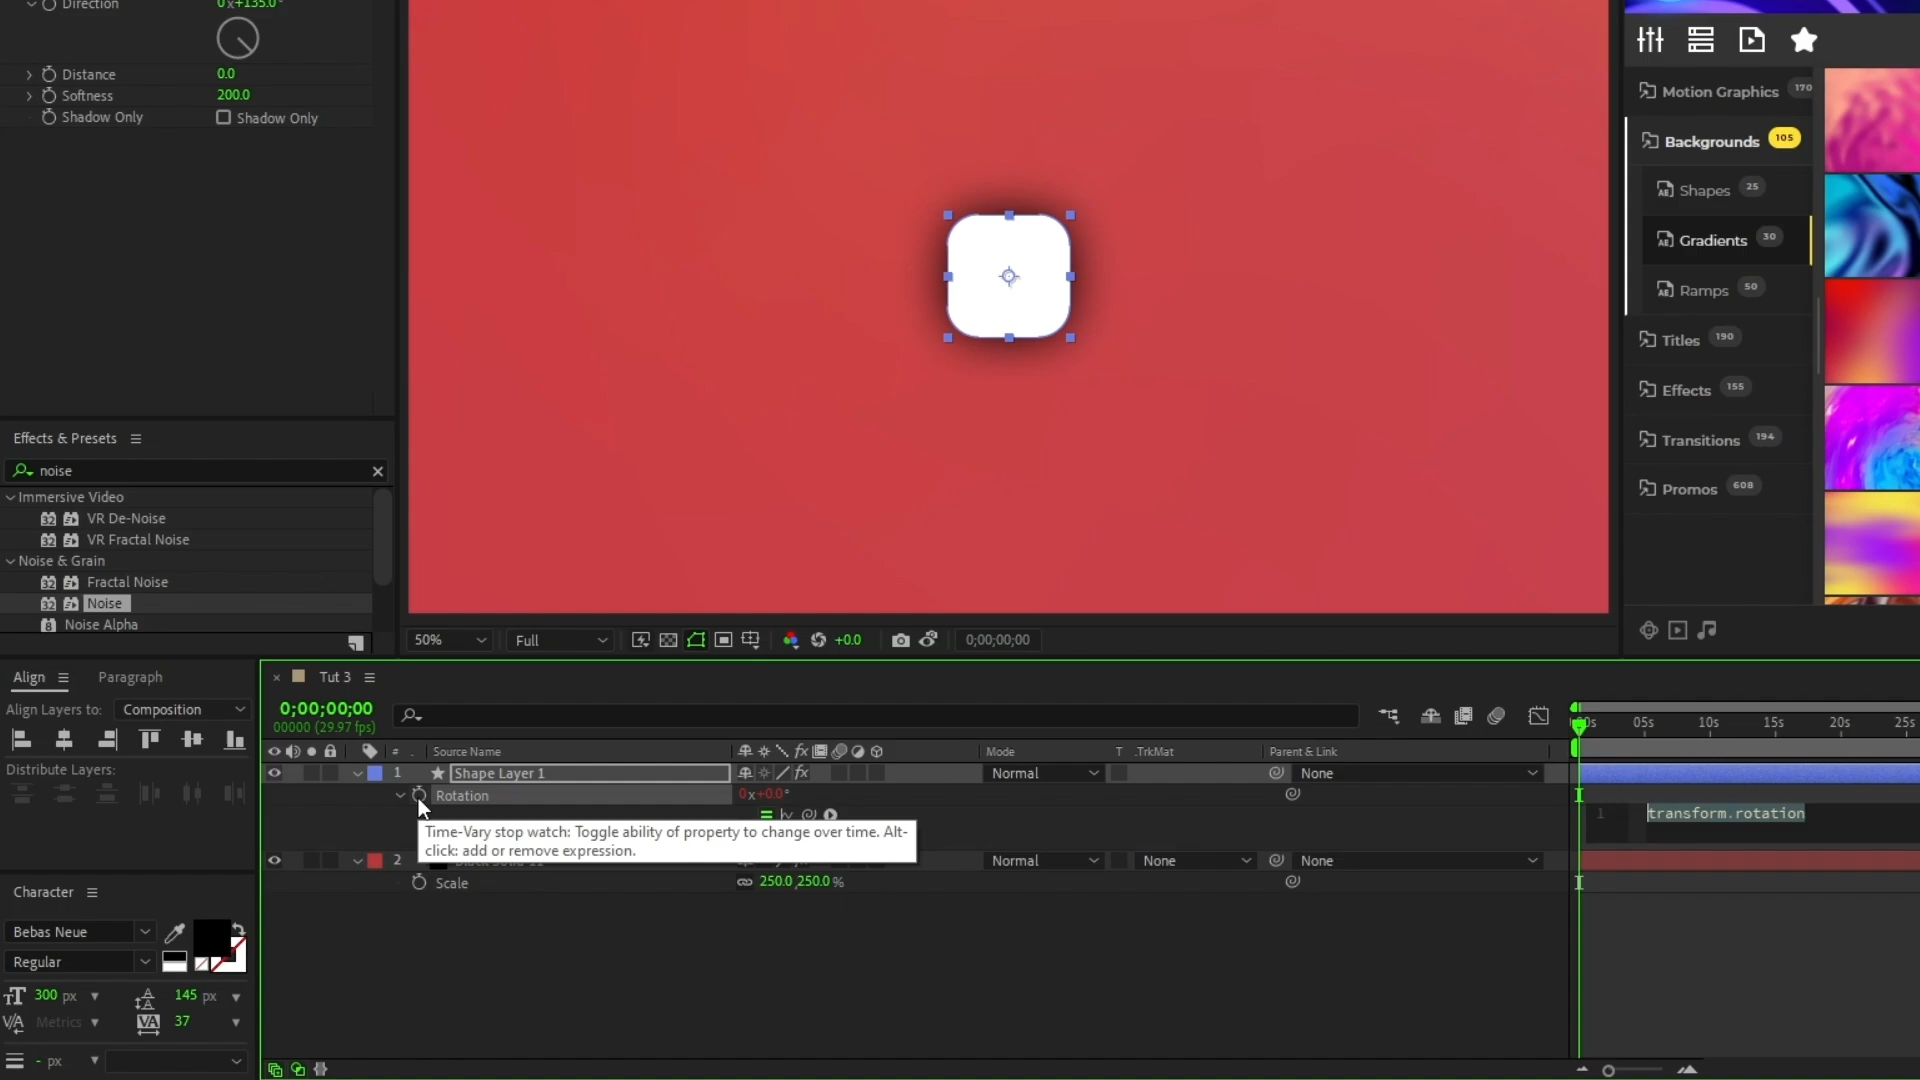 Direction 0x+135.0°
Distance 0.0
Softness 200.0
Shadow Only Shadow Only
Effects & Presets
noise
Immersive Video
32 VR De-Noise
32 VR Fractal Noise
Noise & Grain
32 Fractal Noise
32 Noise
8 Noise Alpha
50% Full +0.0 0;00;00;00
Motion Graphics 170
Backgrounds 105
Shapes 25
Gradients 30
Ramps 50
Titles 190
Effects 155
Transitions 194
Promos 608
Align Paragraph
Align Layers to: Composition
Distribute Layers:
Character
Bebas Neue
Regular
300 px 145 px
Metrics 37
- px
Tut 3
0;00;00;00
00000 (29.97 fps)
# . Source Name Mode T .TrkMat Parent & Link
05s 10s 15s 20s 25s
1 Shape Layer 1 Normal None
Rotation 0x+0.0°
1 transform.rotation
Time-Vary stop watch: Toggle ability of property to change over time. Alt-
click: add or remove expression.
2 Normal None None
Scale 250.0,250.0%